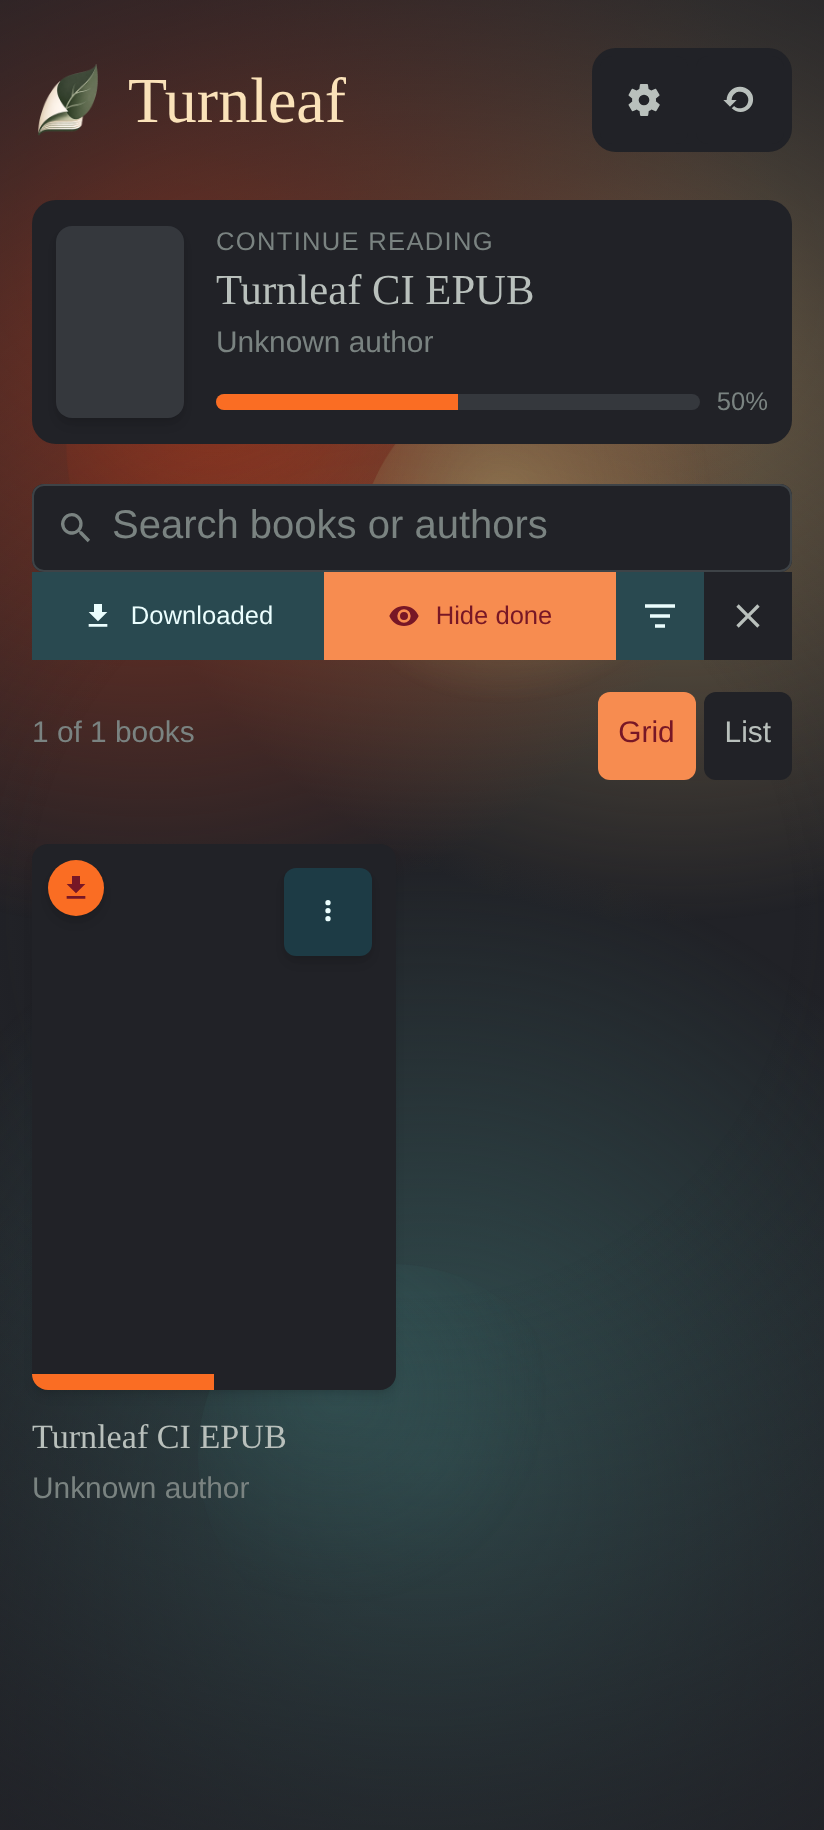 Turnleaf
CONTINUE READING
Turnleaf CI EPUB
Unknown author
50%
Search books or authors
Downloaded
Hide done
1 of 1 books
Grid
List
Turnleaf CI EPUB
Unknown author